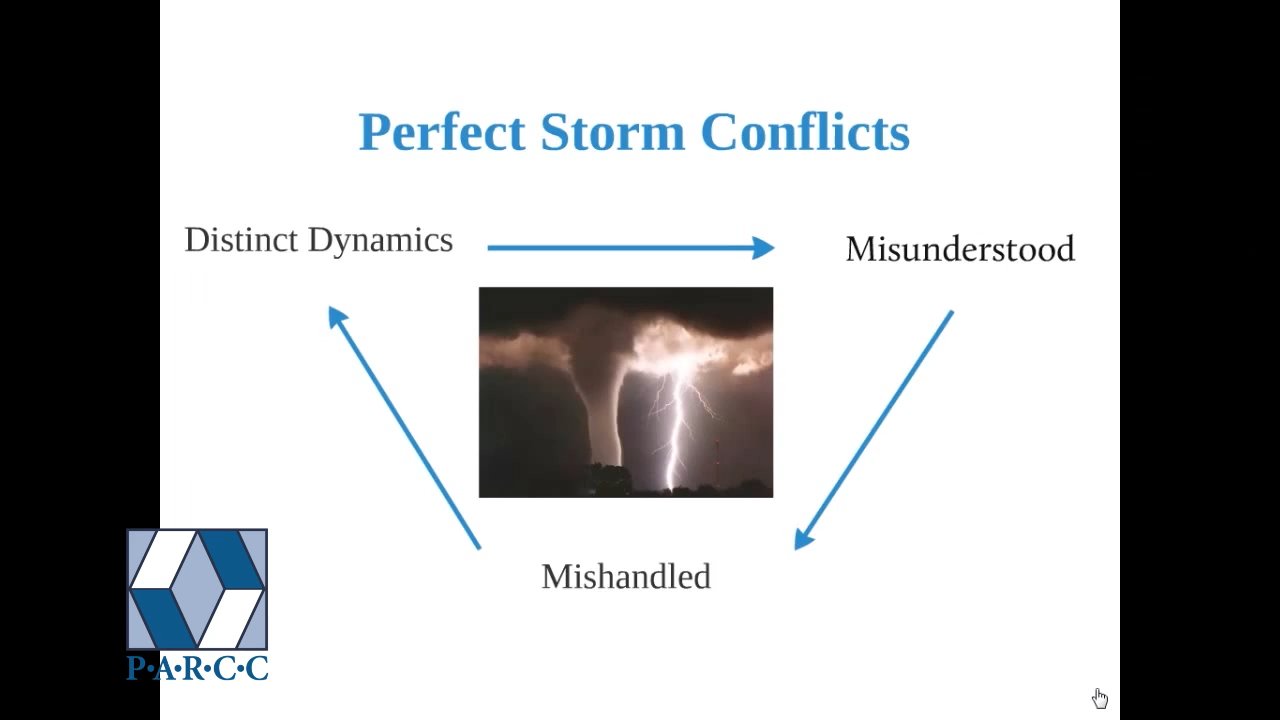 Perfect Storm Conflicts
Distinct Dynamics
Misunderstood
Mishandled
P·A·R·C·C